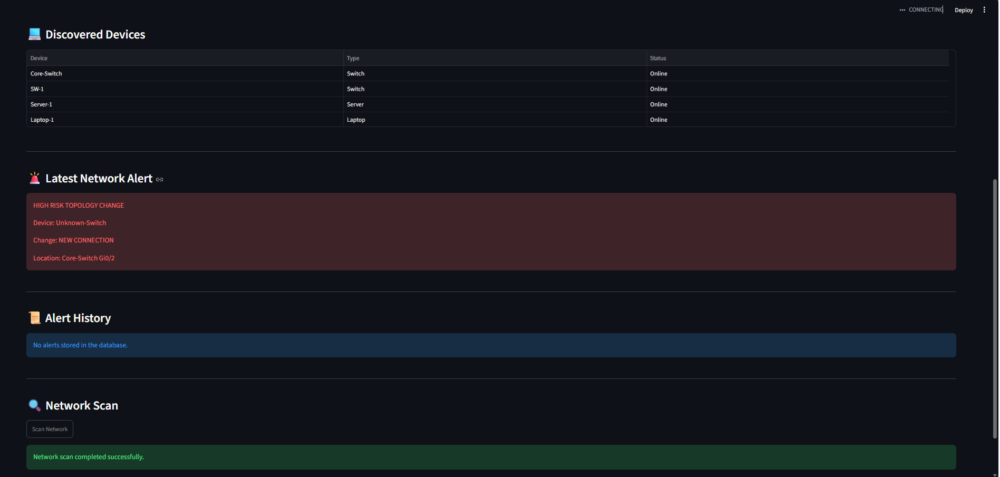 CONNECTING
Deploy
Discovered Devices
Device Type Status
Core-Switch Switch Online
SW-1 Switch Online
Server-1 Server Online
Laptop-1 Laptop Online
Latest Network Alert
HIGH RISK TOPOLOGY CHANGE
Device: Unknown-Switch
Change: NEW CONNECTION
Location: Core-Switch Gi0/2
Alert History
No alerts stored in the database.
Network Scan
Scan Network
Network scan completed successfully.